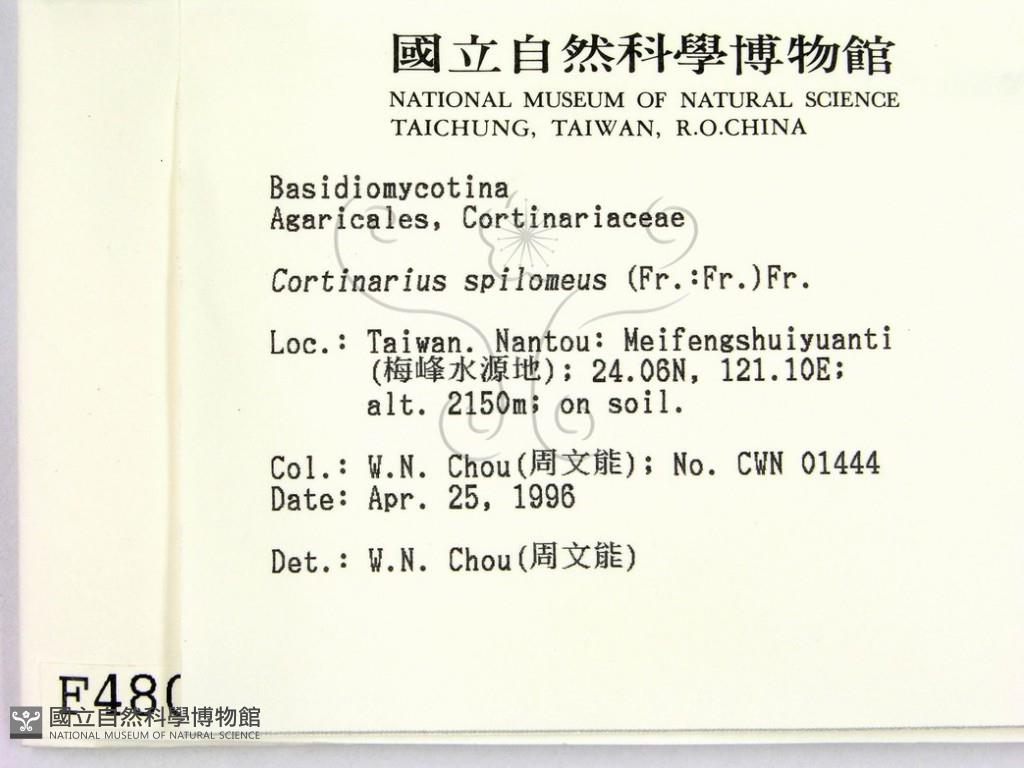 國立自然科學博物館
NATIONAL MUSEUM OF NATURAL SCIENCE
TAICHUNG, TAIWAN, R.O.CHINA
Basidiomycotina
Agaricales, Cortinariaceae
Cortinarius spilomeus (Fr.:Fr.)Fr.
Loc.: Taiwan. Nantou: Meifengshuiyuanti
(梅峰水源地); 24.06N, 121.10E;
alt. 2150m; on soil.
Col.: W.N. Chou(周文能); No. CWN 01444
Date: Apr. 25, 1996
Det.: W.N. Chou(周文能)
國立自然科學博物館
NATIONAL MUSEUM OF NATURAL SCIENCE